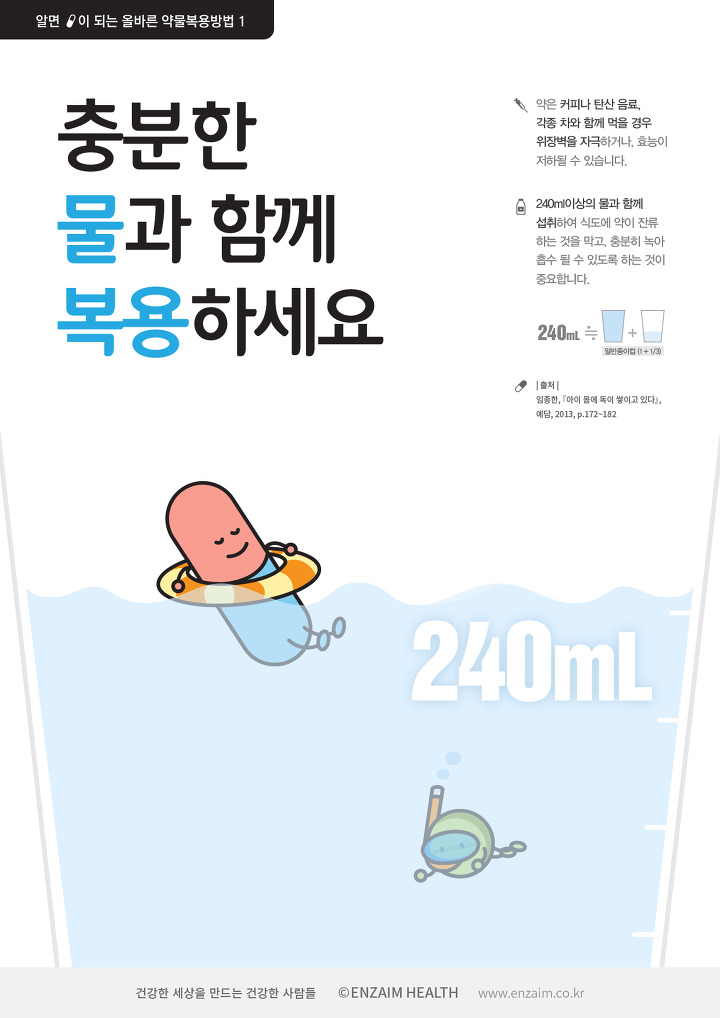 알면 이 되는 올바른 약물복용방법 1
충분한
물과 함께
복용하세요
약은 커피나 탄산 음료,
각종 차와 함께 먹을 경우
위장벽을 자극하거나, 효능이
저하될 수 있습니다.
240ml이상의 물과 함께
섭취하여 식도에 약이 잔류
하는 것을 막고, 충분히 녹아
흡수 될 수 있도록 하는 것이
중요합니다.
240mL ≒ +
일반종이컵 (1 + 1/3)
| 출처 |
임종한, 『아이 몸에 독이 쌓이고 있다』,
예담, 2013, p.172~182
240mL
건강한 세상을 만드는 건강한 사람들 ©ENZAIM HEALTH www.enzaim.co.kr